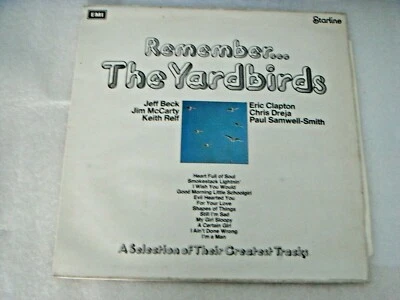 EMI
Starline
Remember...
The Yardbirds
Jeff Beck
Jim McCarty
Keith Relf
Eric Clapton
Chris Dreja
Paul Samwell-Smith
Heart Full of Soul
Smokestack Lightnin'
I Wish You Would
Good Morning Little Schoolgirl
Evil Hearted You
For Your Love
Shapes of Things
Still I'm Sad
My Girl Sloopy
A Certain Girl
I Ain't Done Wrong
I'm a Man
A Selection of Their Greatest Tracks